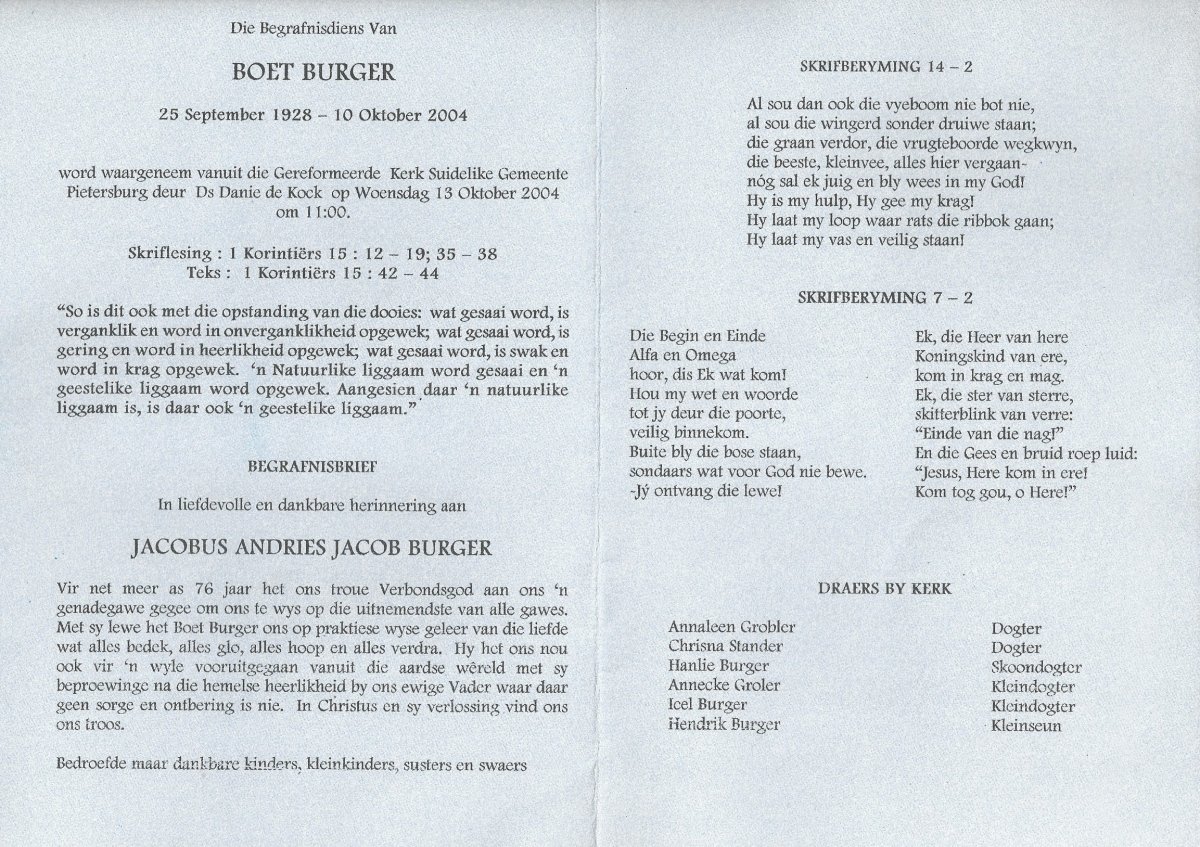 Die Begrafnisdiens Van
BOET BURGER
25 September 1928 – 10 Oktober 2004
word waargeneem vanuit die Gereformeerde Kerk Suidelike Gemeente
Pietersburg deur Ds Danie de Kock op Woensdag 13 Oktober 2004
om 11:00.
Skriflesing : 1 Korintiërs 15 : 12 – 19; 35 – 38
Teks : 1 Korintiërs 15 : 42 – 44
“So is dit ook met die opstanding van die dooies: wat gesaai word, is
verganklik en word in onverganklikheid opgewek; wat gesaai word, is
gering en word in heerlikheid opgewek; wat gesaai word, is swak en
word in krag opgewek. ‘n Natuurlike liggaam word gesaai en ‘n
geestelike liggaam word opgewek. Aangesien daar ‘n natuurlike
liggaam is, is daar ook ‘n geestelike liggaam.”
BEGRAFNISBRIEF
In liefdevolle en dankbare herinnering aan
JACOBUS ANDRIES JACOB BURGER
Vir net meer as 76 jaar het ons troue Verbondsgod aan ons ‘n
genadegawe gegee om ons te wys op die uitnemendste van alle gawes.
Met sy lewe het Boet Burger ons op praktiese wyse geleer van die liefde
wat alles bedek, alles glo, alles hoop en alles verdra. Hy het ons nou
ook vir ‘n wyle vooruitgegaan vanuit die aardse wêreld met sy
beproewinge na die hemelse heerlikheid by ons ewige Vader waar daar
geen sorge en ontbering is nie. In Christus en sy verlossing vind ons
ons troos.
Bedroefde maar dankbare kinders, kleinkinders, susters en swaers
SKRIFBERYMING 14 – 2
Al sou dan ook die vyeboom nie bot nie,
al sou die wingerd sonder druiwe staan;
die graan verdor, die vrugteboorde wegkwyn,
die beeste, kleinvee, alles hier vergaan-
nóg sal ek juig en bly wees in my God!
Hy is my hulp, Hy gee my krag!
Hy laat my loop waar rats die ribbok gaan;
Hy laat my vas en veilig staan!
SKRIFBERYMING 7 – 2
Die Begin en Einde
Alfa en Omega
hoor, dis Ek wat kom!
Hou my wet en woorde
tot jy deur die poorte,
veilig binnekom.
Buite bly die bose staan,
sondaars wat voor God nie bewe.
-Jý ontvang die lewe!
Ek, die Heer van here
Koningskind van ere,
kom in krag en mag.
Ek, die ster van sterre,
skitterblink van verre:
“Einde van die nag!”
En die Gees en bruid roep luid:
“Jesus, Here kom in ere!
Kom tog gou, o Here!”
DRAERS BY KERK
Annaleen Grobler Dogter
Chrisna Stander Dogter
Hanlie Burger Skoondogter
Annecke Groler Kleindogter
Icel Burger Kleindogter
Hendrik Burger Kleinseun